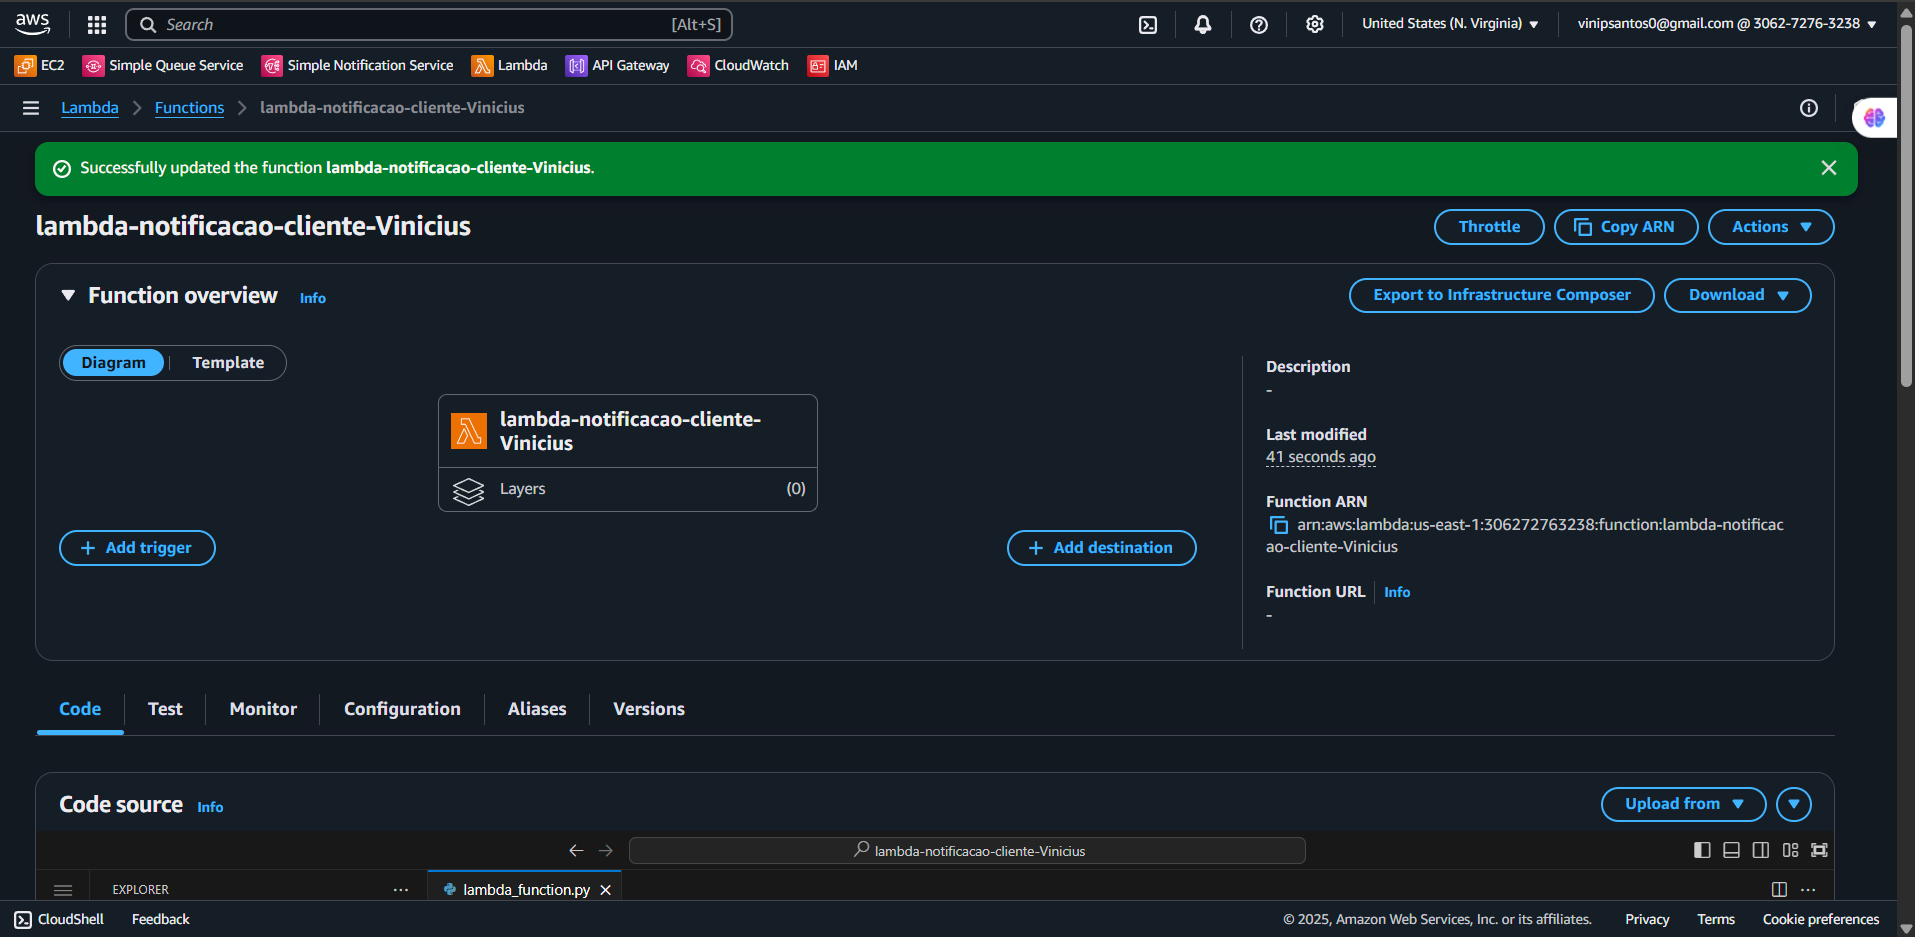 aws
Search [Alt+S]
United States (N. Virginia)
vinipsantos0@gmail.com @ 3062-7276-3238
EC2 Simple Queue Service Simple Notification Service Lambda API Gateway CloudWatch IAM
Lambda Functions lambda-notificacao-cliente-Vinicius
Successfully updated the function lambda-notificacao-cliente-Vinicius.
lambda-notificacao-cliente-Vinicius
Throttle Copy ARN Actions
Function overview Info
Export to Infrastructure Composer Download
Diagram Template
lambda-notificacao-cliente-
Vinicius
Layers (0)
Add trigger
Add destination
Description
-
Last modified
41 seconds ago
Function ARN
arn:aws:lambda:us-east-1:306272763238:function:lambda-notificac
ao-cliente-Vinicius
Function URL Info
-
Code Test Monitor Configuration Aliases Versions
Code source Info
Upload from
lambda-notificacao-cliente-Vinicius
EXPLORER
lambda_function.py
CloudShell Feedback
© 2025, Amazon Web Services, Inc. or its affiliates. Privacy Terms Cookie preferences